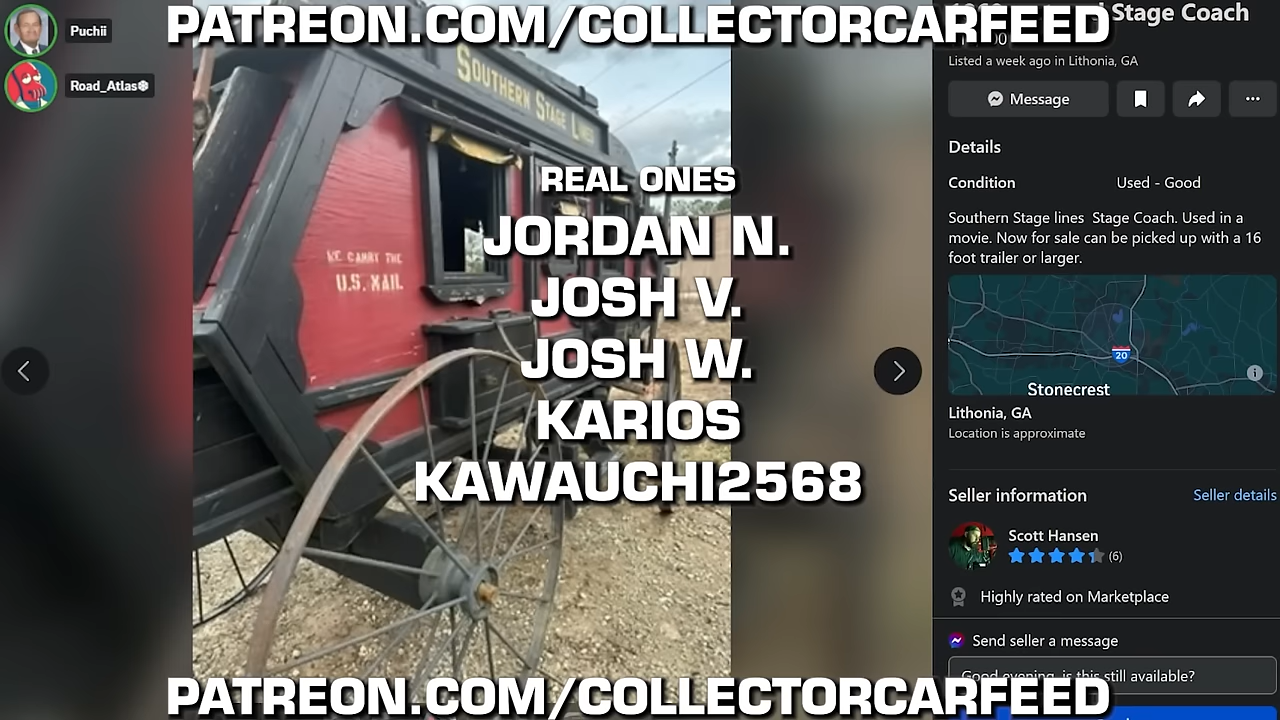 PATREON.COM/COLLECTORCARFEED
Puchii
Road_Atlas
Stage Coach
Listed a week ago in Lithonia, GA
Message
SOUTHERN STAGE LINES
WE CARRY THE
U.S. MAIL
REAL ONES
JORDAN N.
JOSH V.
JOSH W.
KARIOS
KAWAUCHI2568
Details
Condition Used - Good
Southern Stage lines Stage Coach. Used in a
movie. Now for sale can be picked up with a 16
foot trailer or larger.
20
Stonecrest
Lithonia, GA
Location is approximate
Seller information Seller details
Scott Hansen
(6)
Highly rated on Marketplace
Send seller a message
Good evening, is this still available?
PATREON.COM/COLLECTORCARFEED